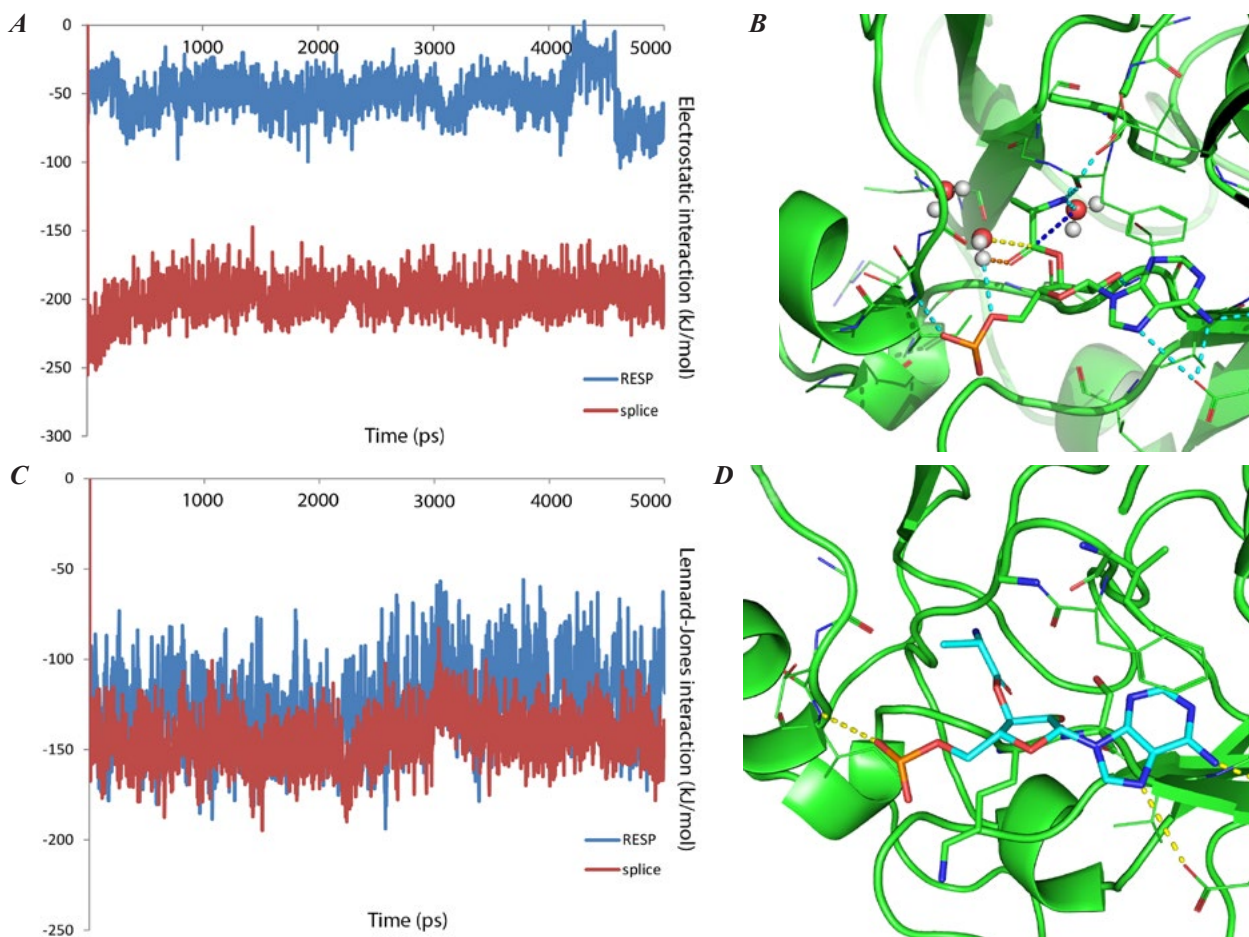 A
0
1000 2000 3000 4000 5000
-50
-100
-150
-200
-250
-300
Electrostatic interaction (kJ/mol)
RESP
splice
Time (ps)
B
C
0
1000 2000 3000 4000 5000
-50
-100
-150
-200
-250
Lennard-Jones interaction (kJ/mol)
RESP
splice
Time (ps)
D